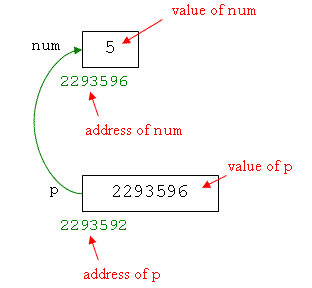 value of num
num
5
2293596
address of num
value of p
p
2293596
2293592
address of p